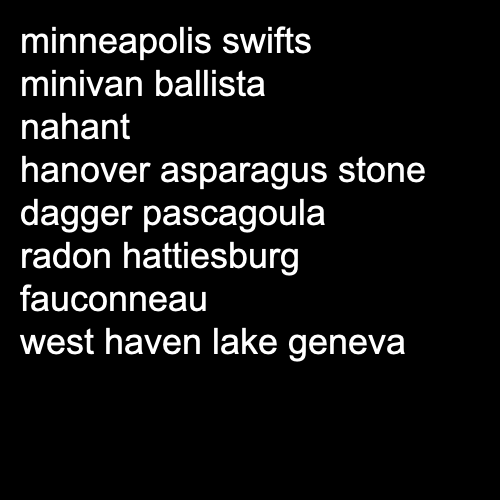 minneapolis swifts
minivan ballista
nahant
hanover asparagus stone
dagger pascagoula
radon hattiesburg
fauconneau
west haven lake geneva